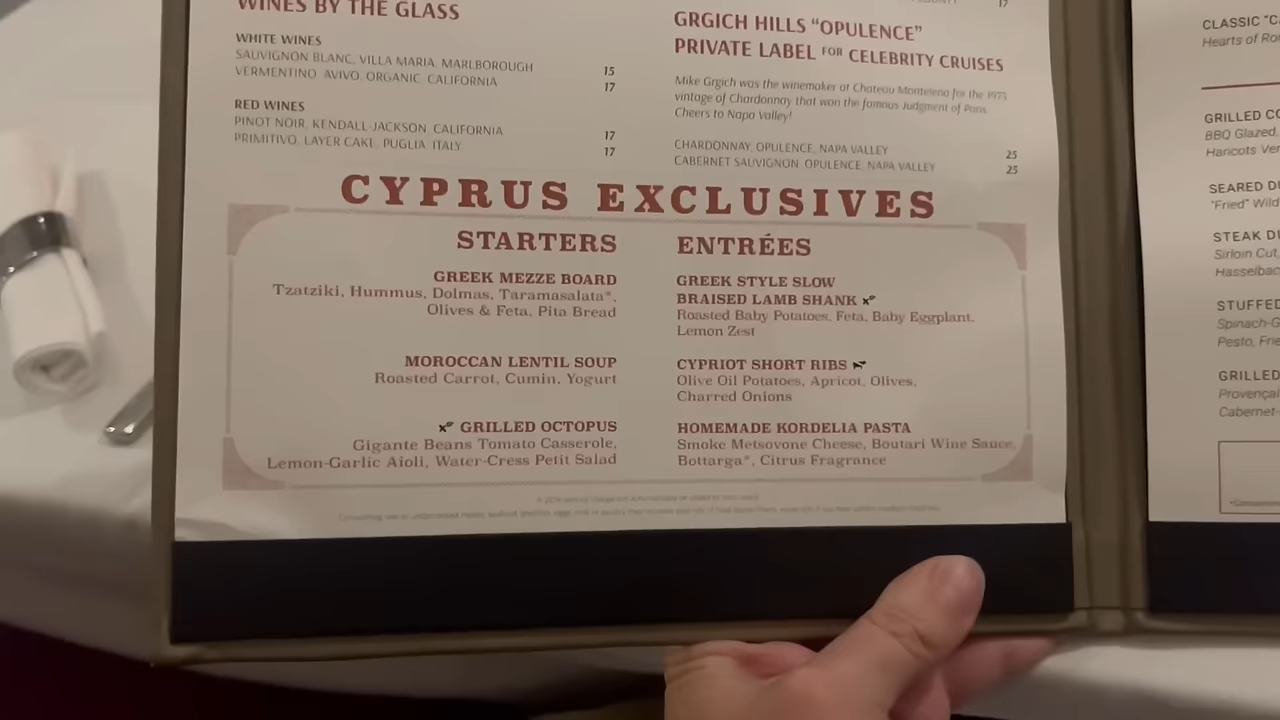 WINES BY THE GLASS
WHITE WINES
SAUVIGNON BLANC, VILLA MARIA, MARLBOROUGH 15
VERMENTINO, AVIVO, ORGANIC, CALIFORNIA 17
RED WINES
PINOT NOIR, KENDALL-JACKSON, CALIFORNIA 17
PRIMITIVO, LAYER CAKE, PUGLIA, ITALY 17
17
GRGICH HILLS “OPULENCE”
PRIVATE LABEL FOR CELEBRITY CRUISES
Mike Grgich was the winemaker at Chateau Montelena for the 1973
vintage of Chardonnay that won the famous Judgment of Paris
Cheers to Napa Valley!
CHARDONNAY, OPULENCE, NAPA VALLEY 25
CABERNET SAUVIGNON, OPULENCE, NAPA VALLEY 25
CYPRUS EXCLUSIVES
STARTERS
GREEK MEZZE BOARD
Tzatziki, Hummus, Dolmas, Taramasalata*,
Olives & Feta, Pita Bread
MOROCCAN LENTIL SOUP
Roasted Carrot, Cumin, Yogurt
GRILLED OCTOPUS
Gigante Beans Tomato Casserole,
Lemon-Garlic Aioli, Water-Cress Petit Salad
ENTRÉES
GREEK STYLE SLOW
BRAISED LAMB SHANK
Roasted Baby Potatoes, Feta, Baby Eggplant,
Lemon Zest
CYPRIOT SHORT RIBS
Olive Oil Potatoes, Apricot, Olives,
Charred Onions
HOMEMADE KORDELIA PASTA
Smoke Metsovone Cheese, Boutari Wine Sauce,
Bottarga*, Citrus Fragrance
CLASSIC
Hearts of
GRILLED
BBQ Glazed,
Haricots
SEARED
"Fried" Wild
STEAK
Sirloin Cut,
STUFFED
Pesto,
GRILLED